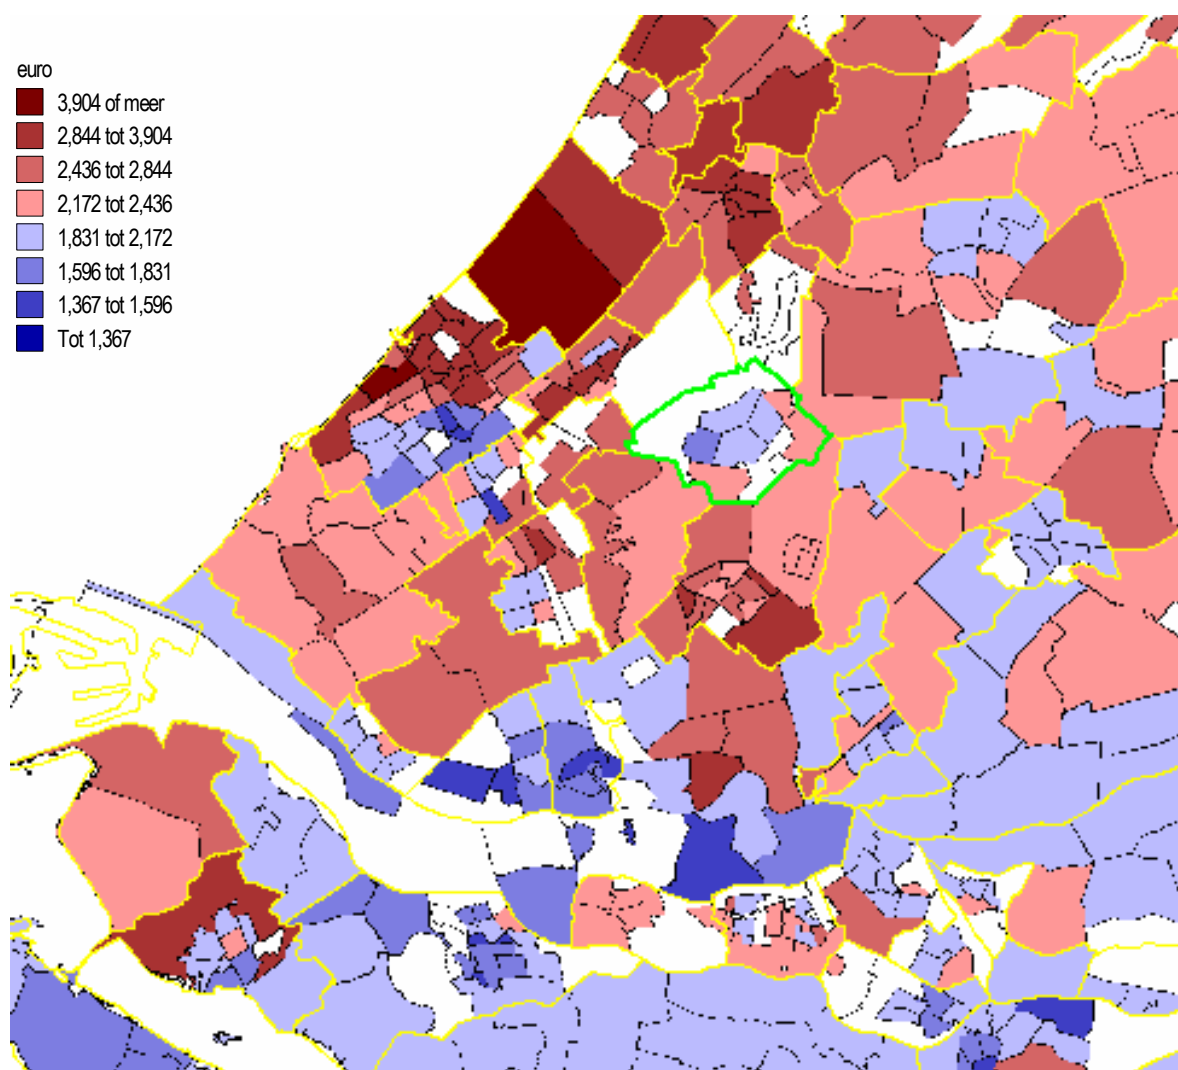 euro
3,904 of meer
2,844 tot 3,904
2,436 tot 2,844
2,172 tot 2,436
1,831 tot 2,172
1,596 tot 1,831
1,367 tot 1,596
Tot 1,367